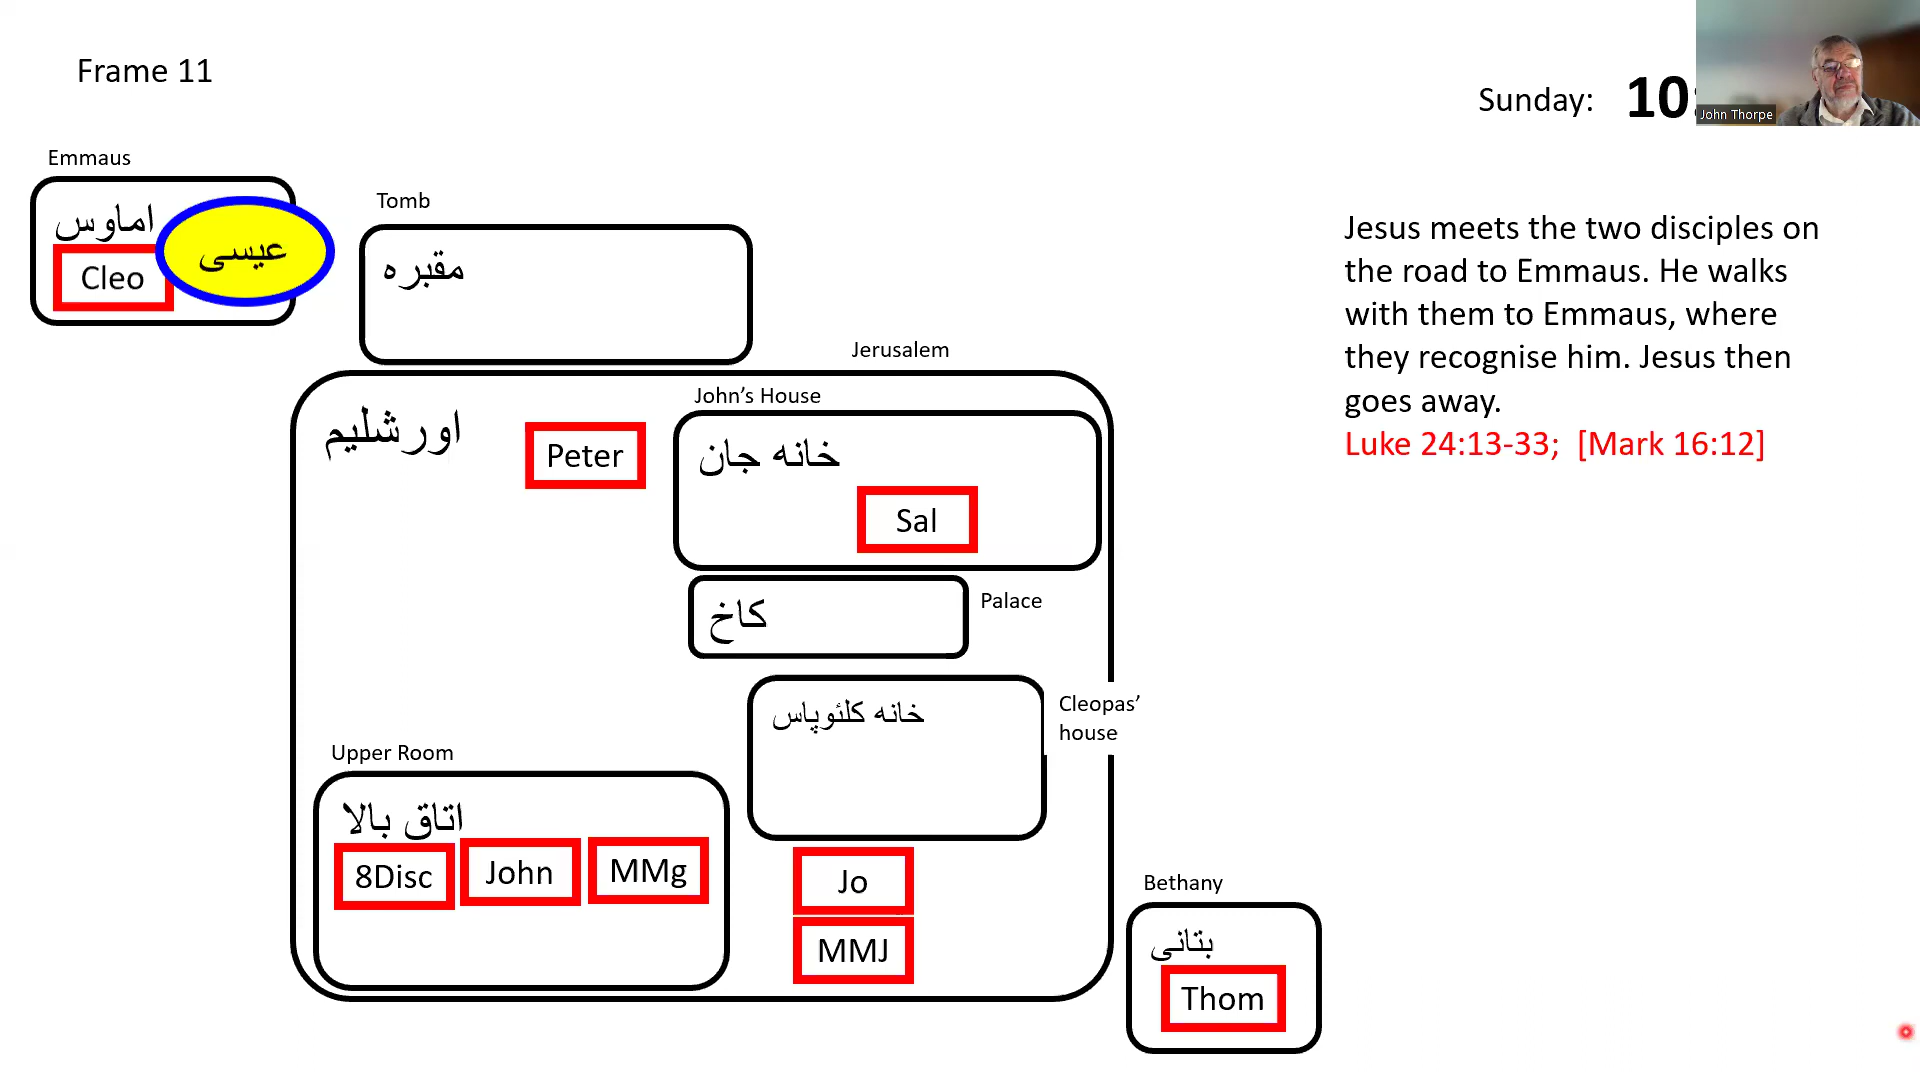 Frame 11
Sunday:
John Thorpe
Emmaus
اماوس
عیسی
Cleo
Tomb
مقبره
Jesus meets the two disciples on
the road to Emmaus. He walks
with them to Emmaus, where
they recognise him. Jesus then
goes away.
Luke 24:13-33; [Mark 16:12]
Jerusalem
اورشلیم
Peter
John’s House
خانه جان
Sal
کاخ
Palace
خانه کلئوپاس
Cleopas’
house
Upper Room
اتاق بالا
8Disc
John
MMg
Jo
MMJ
Bethany
بتانی
Thom